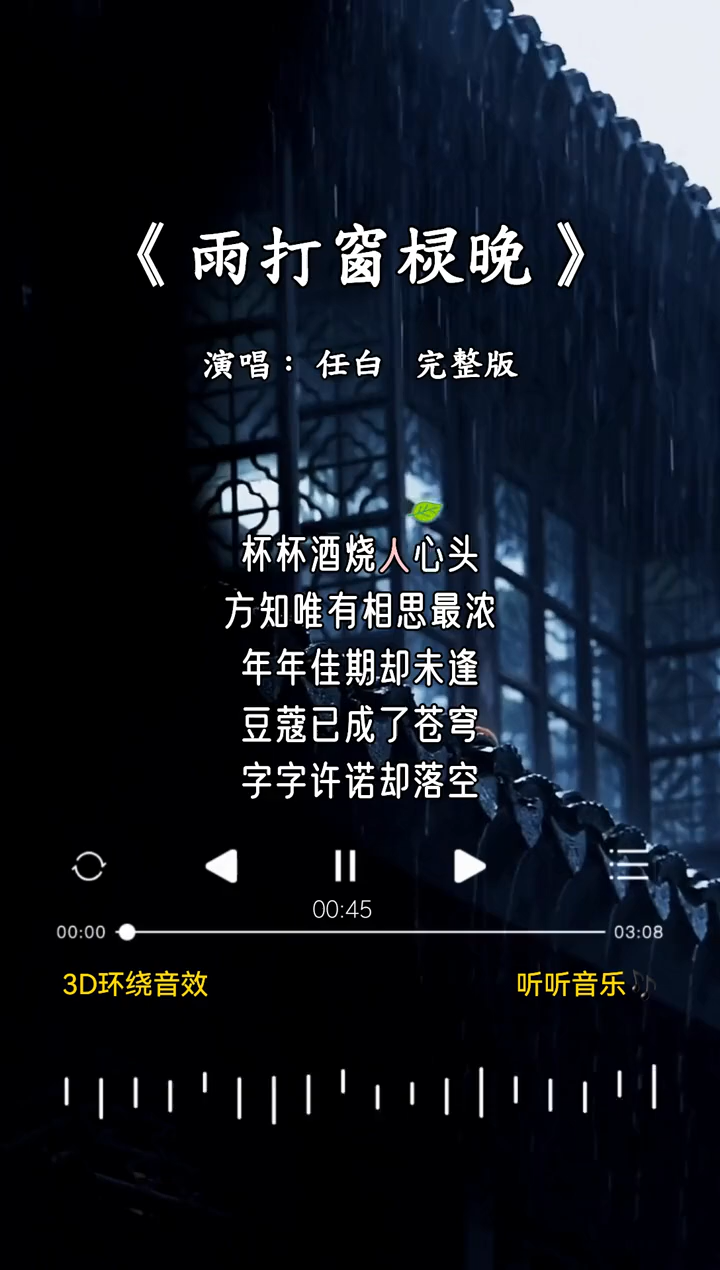 《雨打窗棂晚》
演唱：任白 完整版
杯杯酒烧人心头
方知唯有相思最浓
年年佳期却未逢
豆蔻已成了苍穹
字字许诺却落空
00:45
00:00 03:08
3D环绕音效 听听音乐